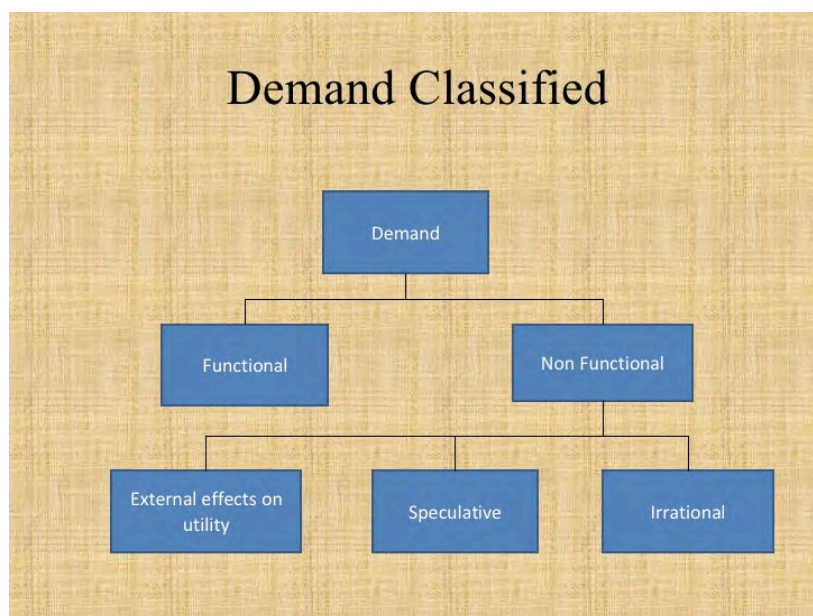 Demand Classified
Demand
Functional
Non Functional
External effects on
utility
Speculative
Irrational